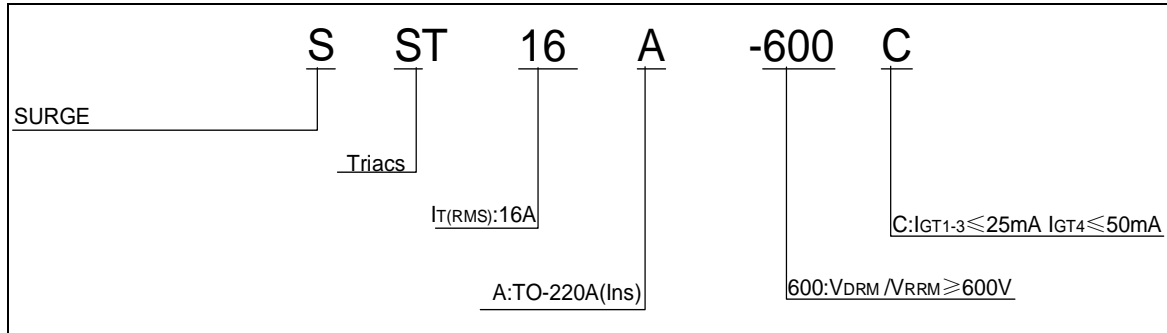 S ST 16 A -600 C
SURGE
Triacs
IT(RMS):16A
C:IGT1-3≤25mA IGT4≤50mA
A:TO-220A(Ins)
600:VDRM /VRRM≥600V